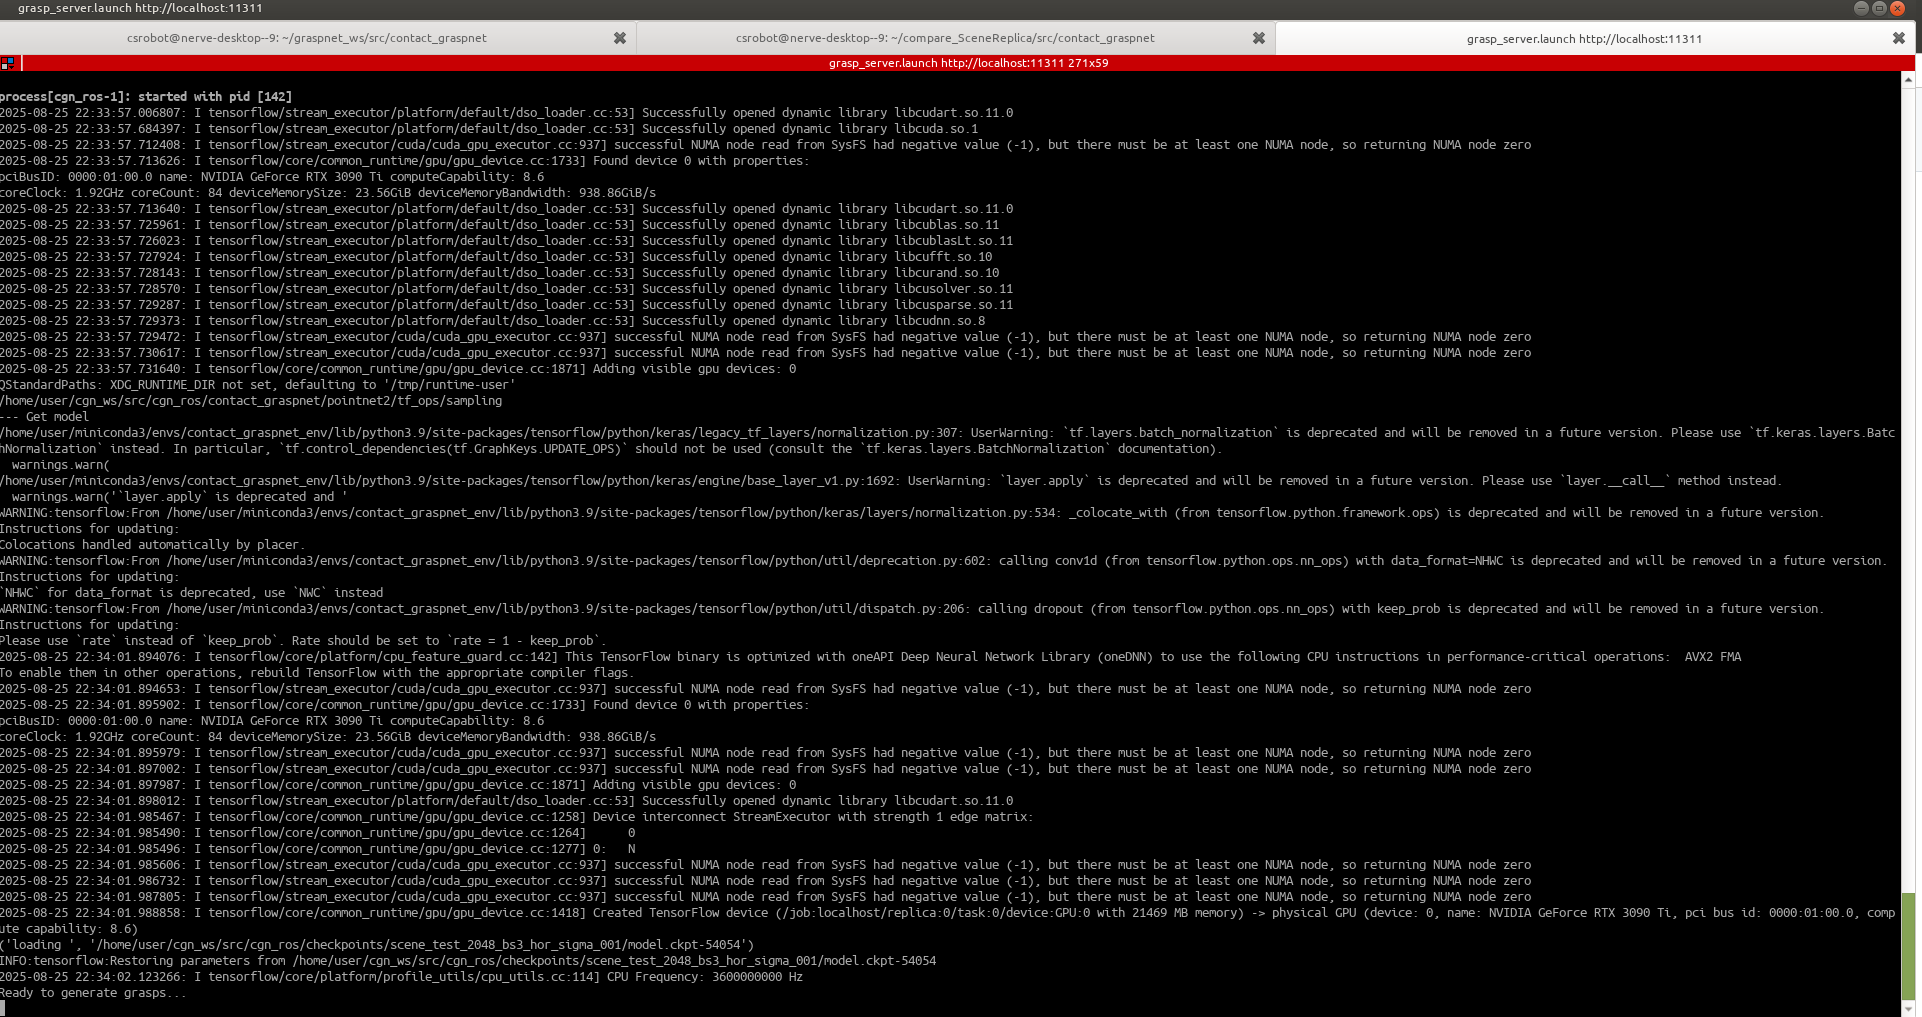 grasp_server.launch http://localhost:11311
csrobot@nerve-desktop--9: ~/graspnet_ws/src/contact_graspnet
csrobot@nerve-desktop--9: ~/compare_SceneReplica/src/contact_graspnet
grasp_server.launch http://localhost:11311
grasp_server.launch http://localhost:11311 271x59
process[cgn_ros-1]: started with pid [142]
2025-08-25 22:33:57.006807: I tensorflow/stream_executor/platform/default/dso_loader.cc:53] Successfully opened dynamic library libcudart.so.11.0
2025-08-25 22:33:57.684397: I tensorflow/stream_executor/platform/default/dso_loader.cc:53] Successfully opened dynamic library libcuda.so.1
2025-08-25 22:33:57.712408: I tensorflow/stream_executor/cuda/cuda_gpu_executor.cc:937] successful NUMA node read from SysFS had negative value (-1), but there must be at least one NUMA node, so returning NUMA node zero
2025-08-25 22:33:57.713626: I tensorflow/core/common_runtime/gpu/gpu_device.cc:1733] Found device 0 with properties:
pciBusID: 0000:01:00.0 name: NVIDIA GeForce RTX 3090 Ti computeCapability: 8.6
coreClock: 1.92GHz coreCount: 84 deviceMemorySize: 23.56GiB deviceMemoryBandwidth: 938.86GiB/s
2025-08-25 22:33:57.713640: I tensorflow/stream_executor/platform/default/dso_loader.cc:53] Successfully opened dynamic library libcudart.so.11.0
2025-08-25 22:33:57.725961: I tensorflow/stream_executor/platform/default/dso_loader.cc:53] Successfully opened dynamic library libcublas.so.11
2025-08-25 22:33:57.726023: I tensorflow/stream_executor/platform/default/dso_loader.cc:53] Successfully opened dynamic library libcublasLt.so.11
2025-08-25 22:33:57.727924: I tensorflow/stream_executor/platform/default/dso_loader.cc:53] Successfully opened dynamic library libcufft.so.10
2025-08-25 22:33:57.728143: I tensorflow/stream_executor/platform/default/dso_loader.cc:53] Successfully opened dynamic library libcurand.so.10
2025-08-25 22:33:57.728570: I tensorflow/stream_executor/platform/default/dso_loader.cc:53] Successfully opened dynamic library libcusolver.so.11
2025-08-25 22:33:57.729287: I tensorflow/stream_executor/platform/default/dso_loader.cc:53] Successfully opened dynamic library libcusparse.so.11
2025-08-25 22:33:57.729373: I tensorflow/stream_executor/platform/default/dso_loader.cc:53] Successfully opened dynamic library libcudnn.so.8
2025-08-25 22:33:57.729472: I tensorflow/stream_executor/cuda/cuda_gpu_executor.cc:937] successful NUMA node read from SysFS had negative value (-1), but there must be at least one NUMA node, so returning NUMA node zero
2025-08-25 22:33:57.730617: I tensorflow/stream_executor/cuda/cuda_gpu_executor.cc:937] successful NUMA node read from SysFS had negative value (-1), but there must be at least one NUMA node, so returning NUMA node zero
2025-08-25 22:33:57.731640: I tensorflow/core/common_runtime/gpu/gpu_device.cc:1871] Adding visible gpu devices: 0
QStandardPaths: XDG_RUNTIME_DIR not set, defaulting to '/tmp/runtime-user'
/home/user/cgn_ws/src/cgn_ros/contact_graspnet/pointnet2/tf_ops/sampling
--- Get model
/home/user/miniconda3/envs/contact_graspnet_env/lib/python3.9/site-packages/tensorflow/python/keras/legacy_tf_layers/normalization.py:307: UserWarning: `tf.layers.batch_normalization` is deprecated and will be removed in a future version. Please use `tf.keras.layers.Batc
hNormalization` instead. In particular, `tf.control_dependencies(tf.GraphKeys.UPDATE_OPS)` should not be used (consult the `tf.keras.layers.BatchNormalization` documentation).
  warnings.warn(
/home/user/miniconda3/envs/contact_graspnet_env/lib/python3.9/site-packages/tensorflow/python/keras/engine/base_layer_v1.py:1692: UserWarning: `layer.apply` is deprecated and will be removed in a future version. Please use `layer.__call__` method instead.
  warnings.warn('`layer.apply` is deprecated and '
WARNING:tensorflow:From /home/user/miniconda3/envs/contact_graspnet_env/lib/python3.9/site-packages/tensorflow/python/keras/layers/normalization.py:534: _colocate_with (from tensorflow.python.framework.ops) is deprecated and will be removed in a future version.
Instructions for updating:
Colocations handled automatically by placer.
WARNING:tensorflow:From /home/user/miniconda3/envs/contact_graspnet_env/lib/python3.9/site-packages/tensorflow/python/util/deprecation.py:602: calling conv1d (from tensorflow.python.ops.nn_ops) with data_format=NHWC is deprecated and will be removed in a future version.
Instructions for updating:
`NHWC` for data_format is deprecated, use `NWC` instead
WARNING:tensorflow:From /home/user/miniconda3/envs/contact_graspnet_env/lib/python3.9/site-packages/tensorflow/python/util/dispatch.py:206: calling dropout (from tensorflow.python.ops.nn_ops) with keep_prob is deprecated and will be removed in a future version.
Instructions for updating:
Please use `rate` instead of `keep_prob`. Rate should be set to `rate = 1 - keep_prob`.
2025-08-25 22:34:01.894076: I tensorflow/core/platform/cpu_feature_guard.cc:142] This TensorFlow binary is optimized with oneAPI Deep Neural Network Library (oneDNN) to use the following CPU instructions in performance-critical operations:  AVX2 FMA
To enable them in other operations, rebuild TensorFlow with the appropriate compiler flags.
2025-08-25 22:34:01.894653: I tensorflow/stream_executor/cuda/cuda_gpu_executor.cc:937] successful NUMA node read from SysFS had negative value (-1), but there must be at least one NUMA node, so returning NUMA node zero
2025-08-25 22:34:01.895902: I tensorflow/core/common_runtime/gpu/gpu_device.cc:1733] Found device 0 with properties:
pciBusID: 0000:01:00.0 name: NVIDIA GeForce RTX 3090 Ti computeCapability: 8.6
coreClock: 1.92GHz coreCount: 84 deviceMemorySize: 23.56GiB deviceMemoryBandwidth: 938.86GiB/s
2025-08-25 22:34:01.895979: I tensorflow/stream_executor/cuda/cuda_gpu_executor.cc:937] successful NUMA node read from SysFS had negative value (-1), but there must be at least one NUMA node, so returning NUMA node zero
2025-08-25 22:34:01.897002: I tensorflow/stream_executor/cuda/cuda_gpu_executor.cc:937] successful NUMA node read from SysFS had negative value (-1), but there must be at least one NUMA node, so returning NUMA node zero
2025-08-25 22:34:01.897987: I tensorflow/core/common_runtime/gpu/gpu_device.cc:1871] Adding visible gpu devices: 0
2025-08-25 22:34:01.898012: I tensorflow/stream_executor/platform/default/dso_loader.cc:53] Successfully opened dynamic library libcudart.so.11.0
2025-08-25 22:34:01.985467: I tensorflow/core/common_runtime/gpu/gpu_device.cc:1258] Device interconnect StreamExecutor with strength 1 edge matrix:
2025-08-25 22:34:01.985490: I tensorflow/core/common_runtime/gpu/gpu_device.cc:1264]      0
2025-08-25 22:34:01.985496: I tensorflow/core/common_runtime/gpu/gpu_device.cc:1277] 0:   N
2025-08-25 22:34:01.985606: I tensorflow/stream_executor/cuda/cuda_gpu_executor.cc:937] successful NUMA node read from SysFS had negative value (-1), but there must be at least one NUMA node, so returning NUMA node zero
2025-08-25 22:34:01.986732: I tensorflow/stream_executor/cuda/cuda_gpu_executor.cc:937] successful NUMA node read from SysFS had negative value (-1), but there must be at least one NUMA node, so returning NUMA node zero
2025-08-25 22:34:01.987805: I tensorflow/stream_executor/cuda/cuda_gpu_executor.cc:937] successful NUMA node read from SysFS had negative value (-1), but there must be at least one NUMA node, so returning NUMA node zero
2025-08-25 22:34:01.988858: I tensorflow/core/common_runtime/gpu/gpu_device.cc:1418] Created TensorFlow device (/job:localhost/replica:0/task:0/device:GPU:0 with 21469 MB memory) -> physical GPU (device: 0, name: NVIDIA GeForce RTX 3090 Ti, pci bus id: 0000:01:00.0, comp
ute capability: 8.6)
('loading ', '/home/user/cgn_ws/src/cgn_ros/checkpoints/scene_test_2048_bs3_hor_sigma_001/model.ckpt-54054')
INFO:tensorflow:Restoring parameters from /home/user/cgn_ws/src/cgn_ros/checkpoints/scene_test_2048_bs3_hor_sigma_001/model.ckpt-54054
2025-08-25 22:34:02.123266: I tensorflow/core/platform/profile_utils/cpu_utils.cc:114] CPU Frequency: 3600000000 Hz
Ready to generate grasps...